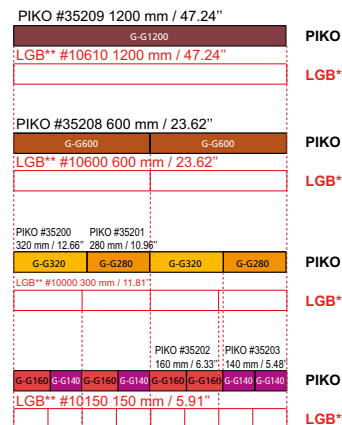 PIKO #35209 1200 mm / 47.24”
G-G1200 PIKO
LGB** #10610 1200 mm / 47.24”
LGB*
PIKO #35208 600 mm / 23.62”
G-G600 G-G600 PIKO
LGB** #10600 600 mm / 23.62”
LGB*
PIKO #35200 PIKO #35201
320 mm / 12.66” 280 mm / 10.96”
G-G320 G-G280 G-G320 G-G280 PIKO
LGB** #10000 300 mm / 11.81”
LGB*
PIKO #35202 PIKO #35203
160 mm / 6.33” 140 mm / 5.48’
G-G160 G-G140 G-G160 G-G140 G-G160 G-G160 G-G140 G-G140 PIKO
LGB** #10150 150 mm / 5.91”
LGB*